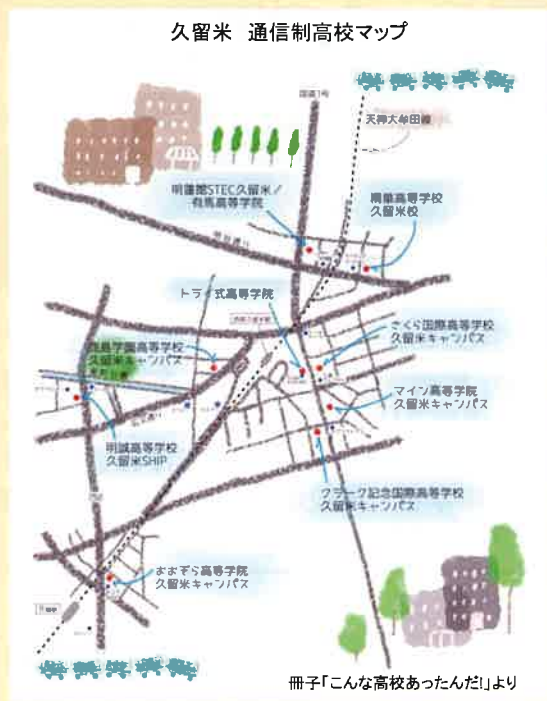 久留米 通信制高校マップ
天神大牟田線
明蓬館STEC久留米／
有馬高等学院
精華高等学校
久留米校
トライ式高等学院
さくら国際高等学校
久留米キャンパス
鹿島学園高等学校
久留米キャンパス
マイン高等学院
久留米キャンパス
明誠高等学校
久留米SHIP
クラーク記念国際高等学校
久留米キャンパス
おおぞら高等学院
久留米キャンパス
冊子「こんな高校あったんだ!」より